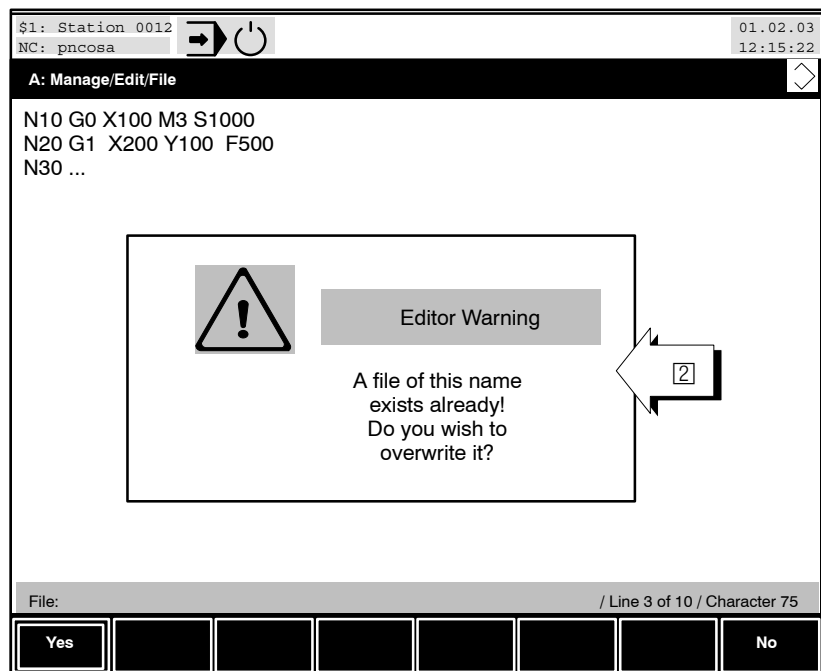 $1: Station 0012
NC: pncosa
01.02.03
12:15:22
A: Manage/Edit/File
N10 G0 X100 M3 S1000
N20 G1 X200 Y100 F500
N30 ...
!
Editor Warning
A file of this name
exists already!
Do you wish to
overwrite it?
2
File:
/ Line 3 of 10 / Character 75
Yes
No